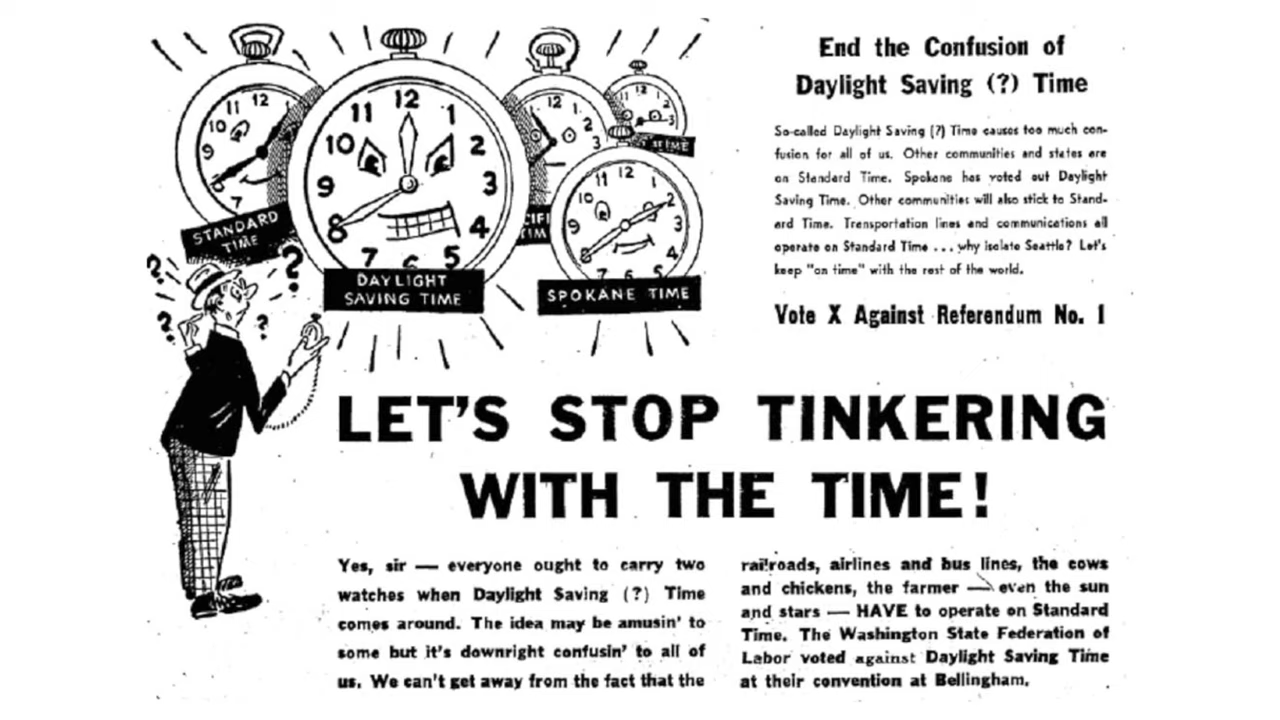 STANDARD
TIME
DAYLIGHT
SAVING TIME
TIME
SPOKANE TIME
? ? ? ?
End the Confusion of
Daylight Saving (?) Time
So-called Daylight Saving (?) Time causes too much con-
fusion for all of us. Other communities and states are
on Standard Time. Spokane has voted out Daylight
Saving Time. Other communities will also stick to Stand-
ard Time. Transportation lines and communications all
operate on Standard Time . . . why isolate Seattle? Let's
keep "on time" with the rest of the world.
Vote X Against Referendum No. 1
LET'S STOP TINKERING
WITH THE TIME!
Yes, sir — everyone ought to carry two
watches when Daylight Saving (?) Time
comes around. The idea may be amusin' to
some but it's downright confusin' to all of
us. We can't get away from the fact that the
railroads, airlines and bus lines, the cows
and chickens, the farmer — even the sun
and stars — HAVE to operate on Standard
Time. The Washington State Federation of
Labor voted against Daylight Saving Time
at their convention at Bellingham.